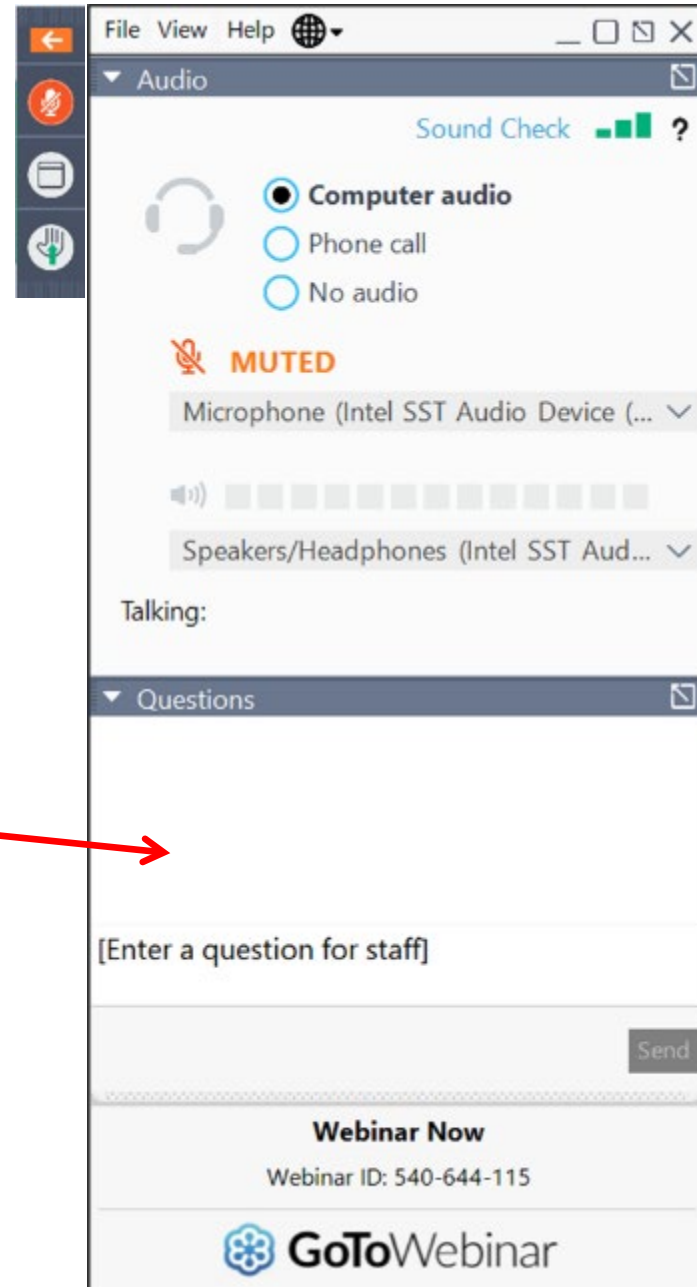 File View Help
Audio
Sound Check ?
Computer audio
Phone call
No audio
MUTED
Microphone (Intel SST Audio Device (...
Speakers/Headphones (Intel SST Aud...
Talking:
Questions
[Enter a question for staff]
Send
Webinar Now
Webinar ID: 540-644-115
GoToWebinar